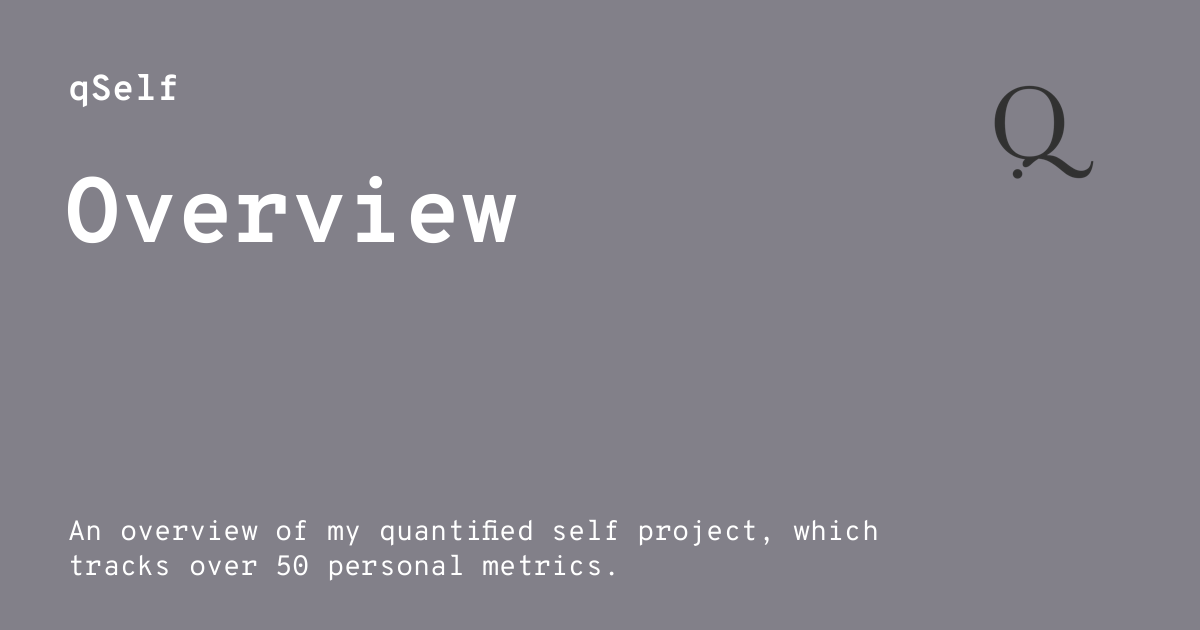 qSelf
Q
Overview
An overview of my quantified self project, which
tracks over 50 personal metrics.